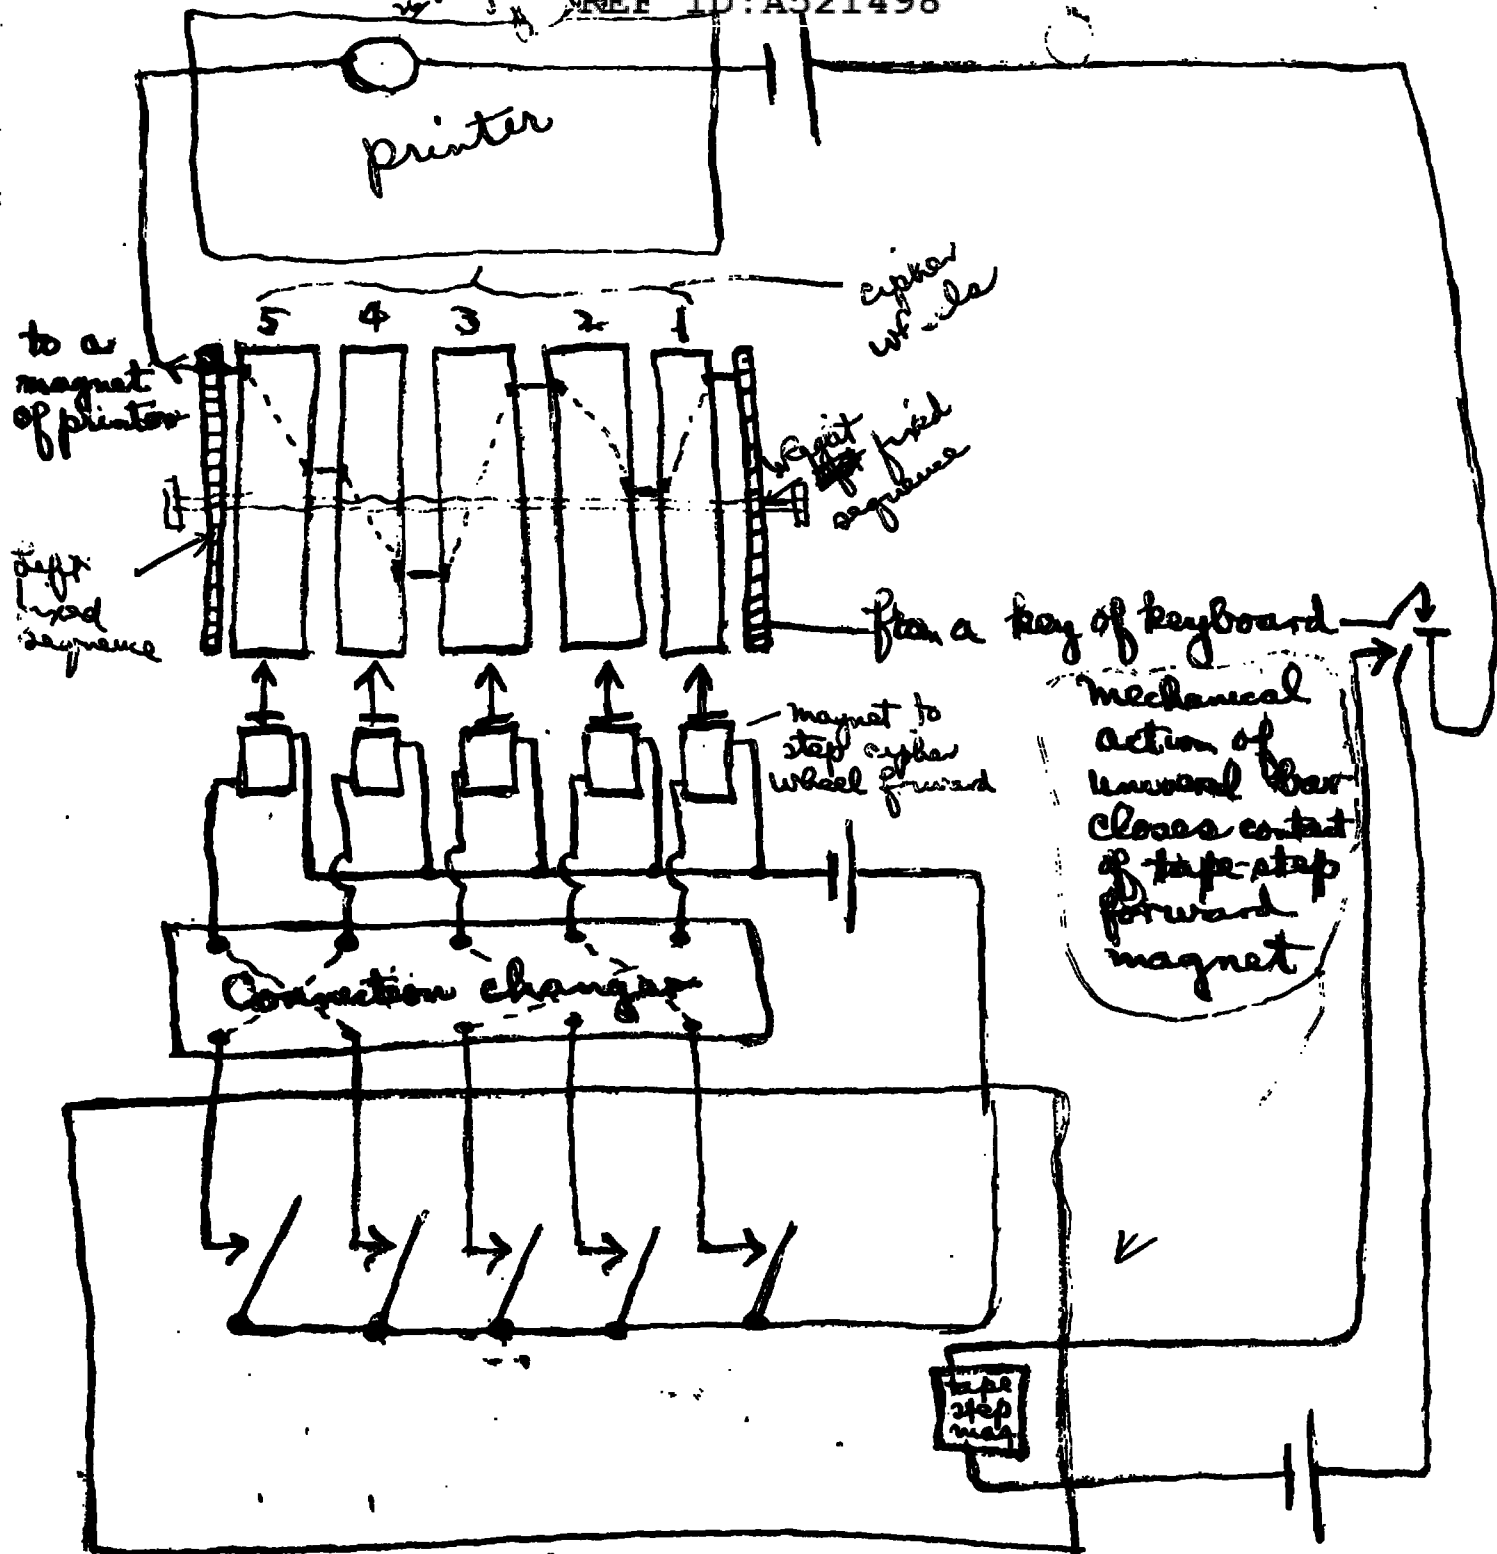 REF ID:A521498
printer
cipher
5 4 3 2 1
to a
magnet
of printer
Right
fixed
sequence
Left
fixed
sequence
from a key of keyboard
mechanical
action of
universal bar
closes contact
of tape-step
forward
magnet
magnet to
step cypher
wheel forward
Connection changer
tape
step
mag.